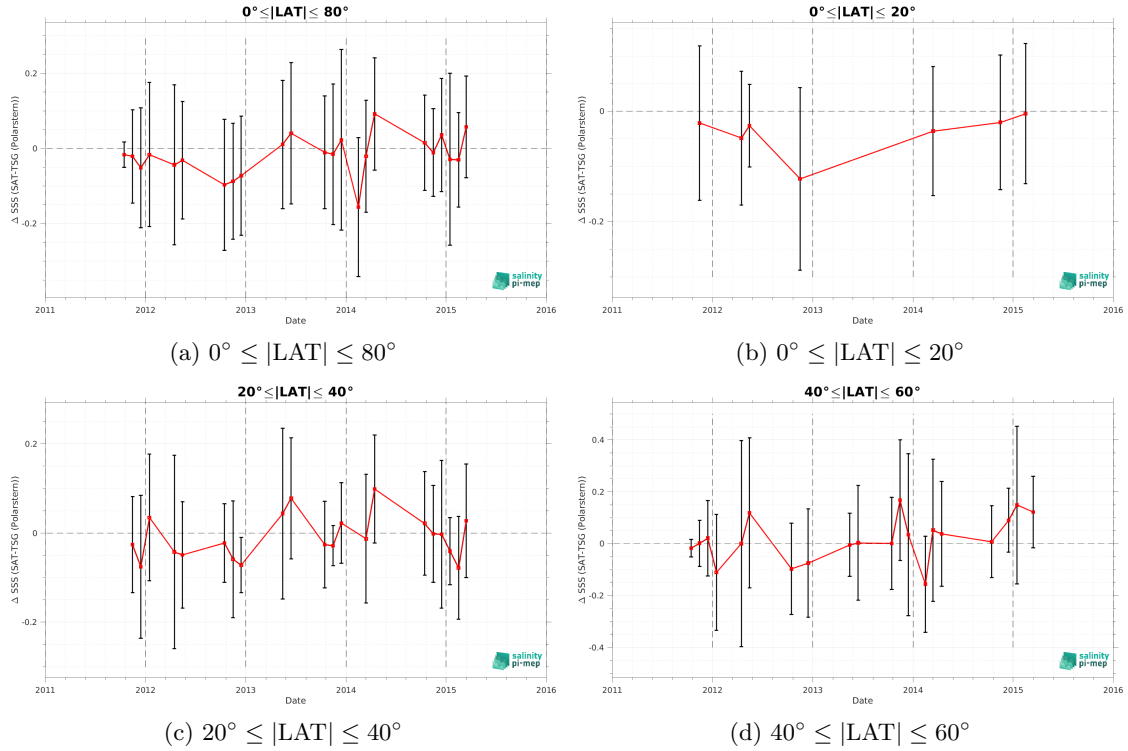 0°≤|LAT|≤ 80°
Δ SSS (SAT-TSG (Polarstern))
0.2
0
-0.2
salinity
pi-mep
2011 2012 2013 2014 2015 2016
Date
(a) 0° ≤ |LAT| ≤ 80°
0°≤|LAT|≤ 20°
Δ SSS (SAT-TSG (Polarstern))
0
-0.2
salinity
pi-mep
2011 2012 2013 2014 2015 2016
Date
(b) 0° ≤ |LAT| ≤ 20°
20°≤|LAT|≤ 40°
Δ SSS (SAT-TSG (Polarstern))
0.2
0
-0.2
salinity
pi-mep
2011 2012 2013 2014 2015 2016
Date
(c) 20° ≤ |LAT| ≤ 40°
40°≤|LAT|≤ 60°
Δ SSS (SAT-TSG (Polarstern))
0.4
0.2
0
-0.2
-0.4
salinity
pi-mep
2011 2012 2013 2014 2015 2016
Date
(d) 40° ≤ |LAT| ≤ 60°